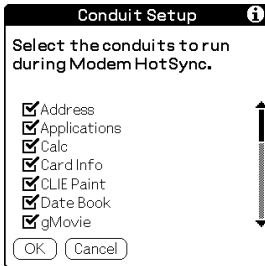 Conduit Setup
Select the conduits to run
during Modem HotSync.
Address
Applications
Calc
Card Info
CLIE Paint
Date Book
gMovie
OK Cancel